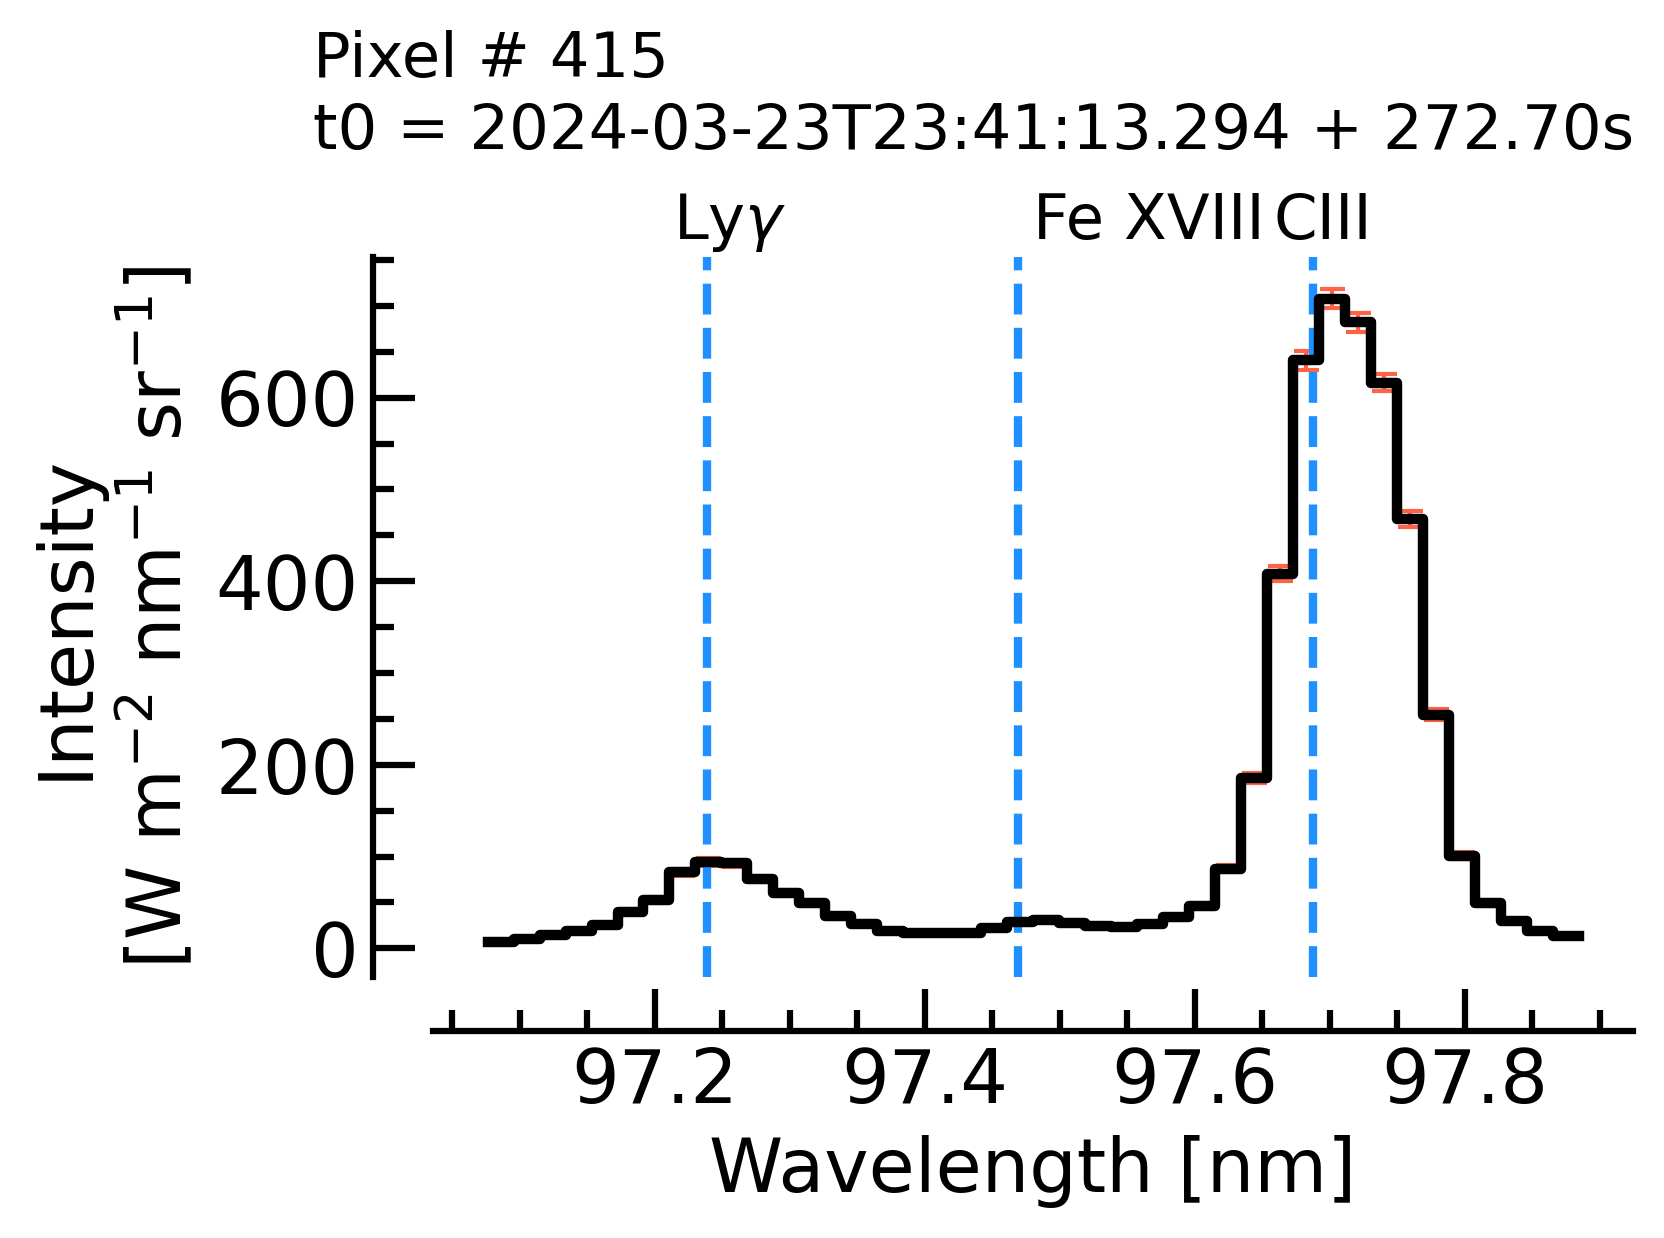 Pixel # 415
t0 = 2024-03-23T23:41:13.294 + 272.70s
Lyγ Fe XVIII CIII
Intensity
[W m⁻² nm⁻¹ sr⁻¹]
600
400
200
0
97.2 97.4 97.6 97.8
Wavelength [nm]